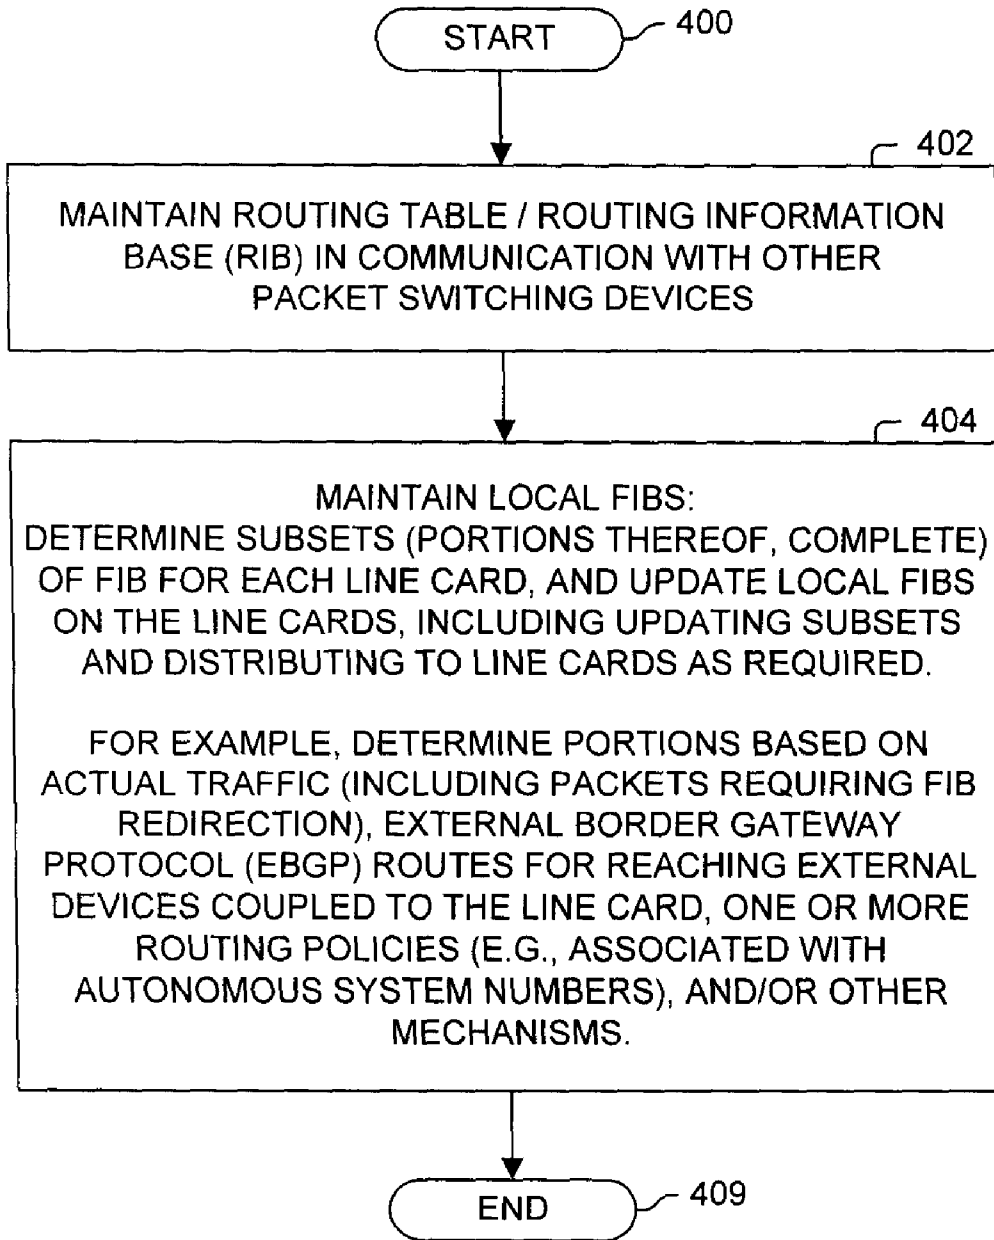 START
400
402
MAINTAIN ROUTING TABLE / ROUTING INFORMATION
BASE (RIB) IN COMMUNICATION WITH OTHER
PACKET SWITCHING DEVICES
404
MAINTAIN LOCAL FIBS:
DETERMINE SUBSETS (PORTIONS THEREOF, COMPLETE)
OF FIB FOR EACH LINE CARD, AND UPDATE LOCAL FIBS
ON THE LINE CARDS, INCLUDING UPDATING SUBSETS
AND DISTRIBUTING TO LINE CARDS AS REQUIRED.
FOR EXAMPLE, DETERMINE PORTIONS BASED ON
ACTUAL TRAFFIC (INCLUDING PACKETS REQUIRING FIB
REDIRECTION), EXTERNAL BORDER GATEWAY
PROTOCOL (EBGP) ROUTES FOR REACHING EXTERNAL
DEVICES COUPLED TO THE LINE CARD, ONE OR MORE
ROUTING POLICIES (E.G., ASSOCIATED WITH
AUTONOMOUS SYSTEM NUMBERS), AND/OR OTHER
MECHANISMS.
END
409